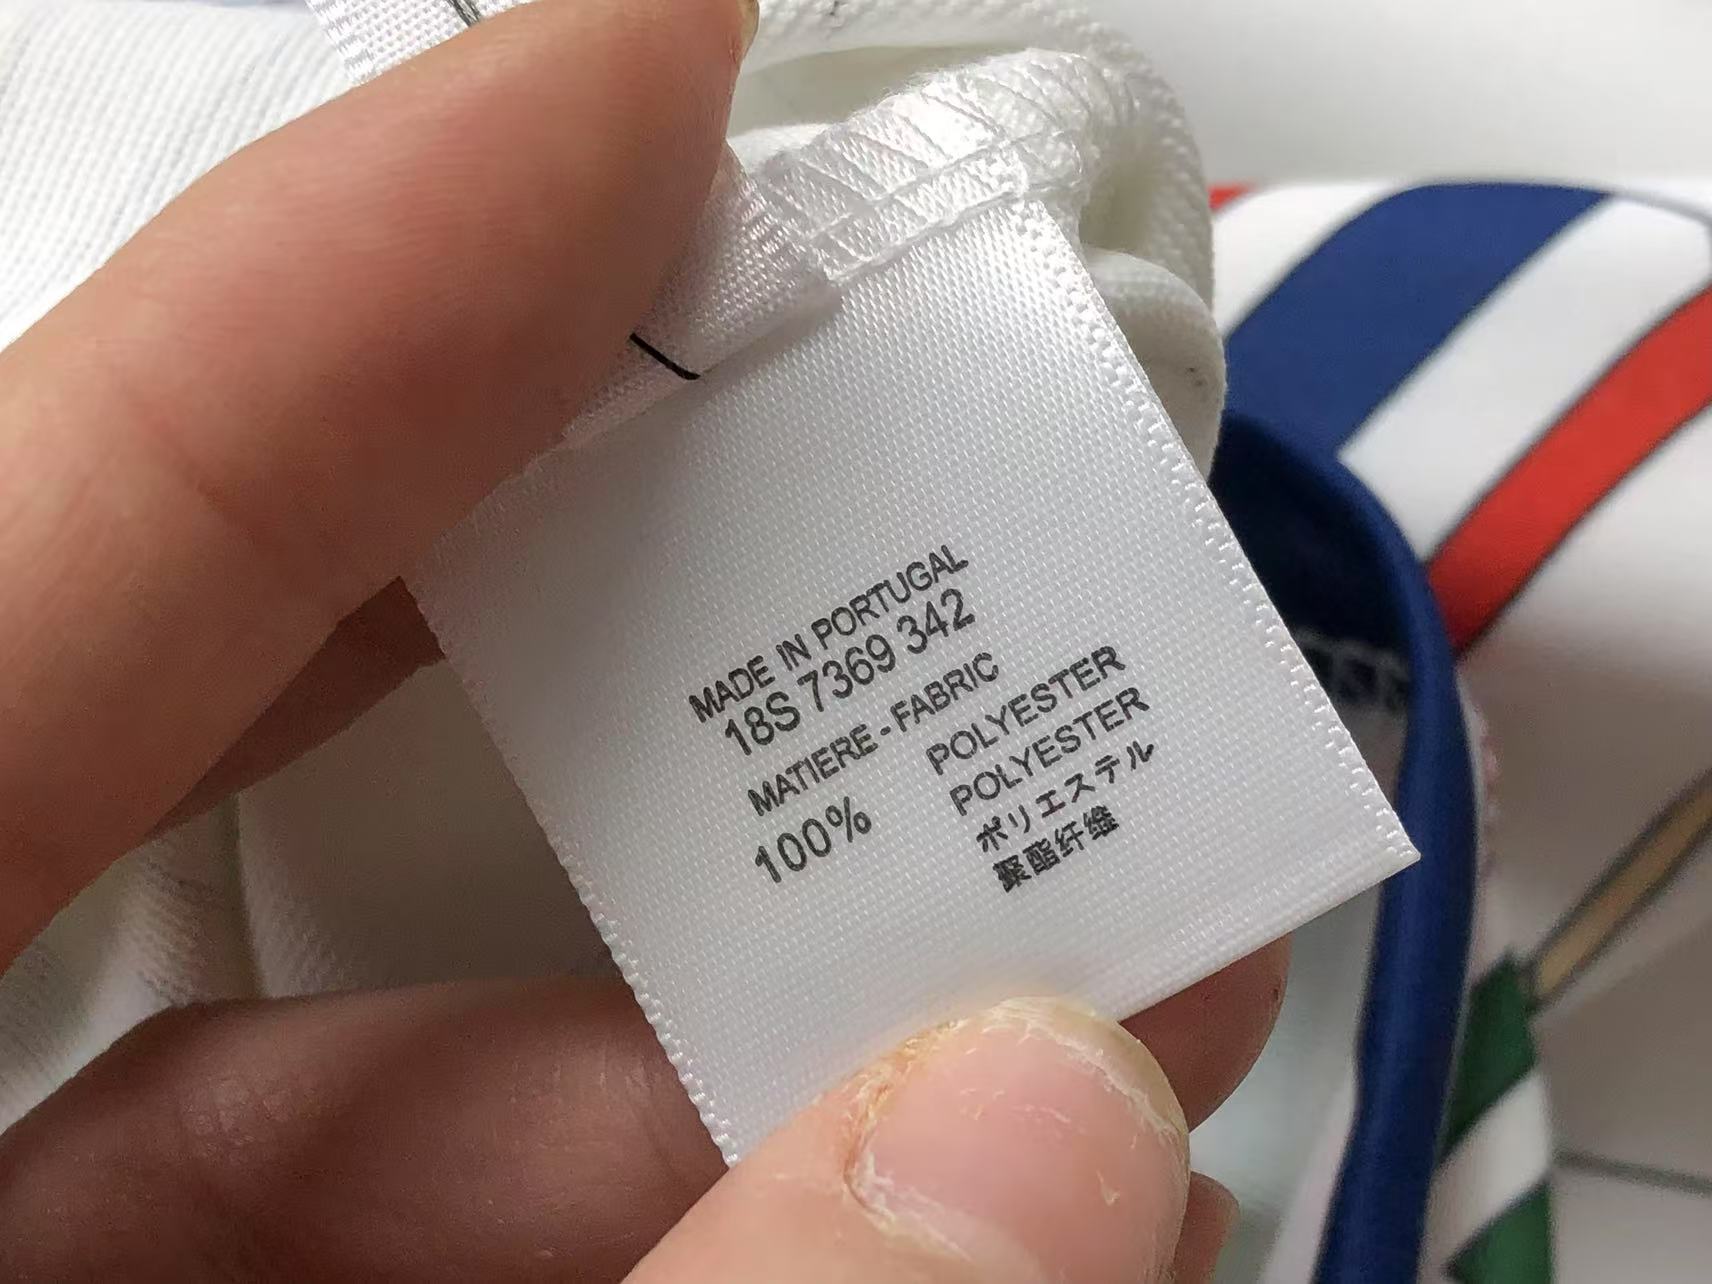 MADE IN PORTUGAL
18S 7369 342
MATIERE - FABRIC
100% POLYESTER
POLYESTER
ポリエステル
聚酯纤维